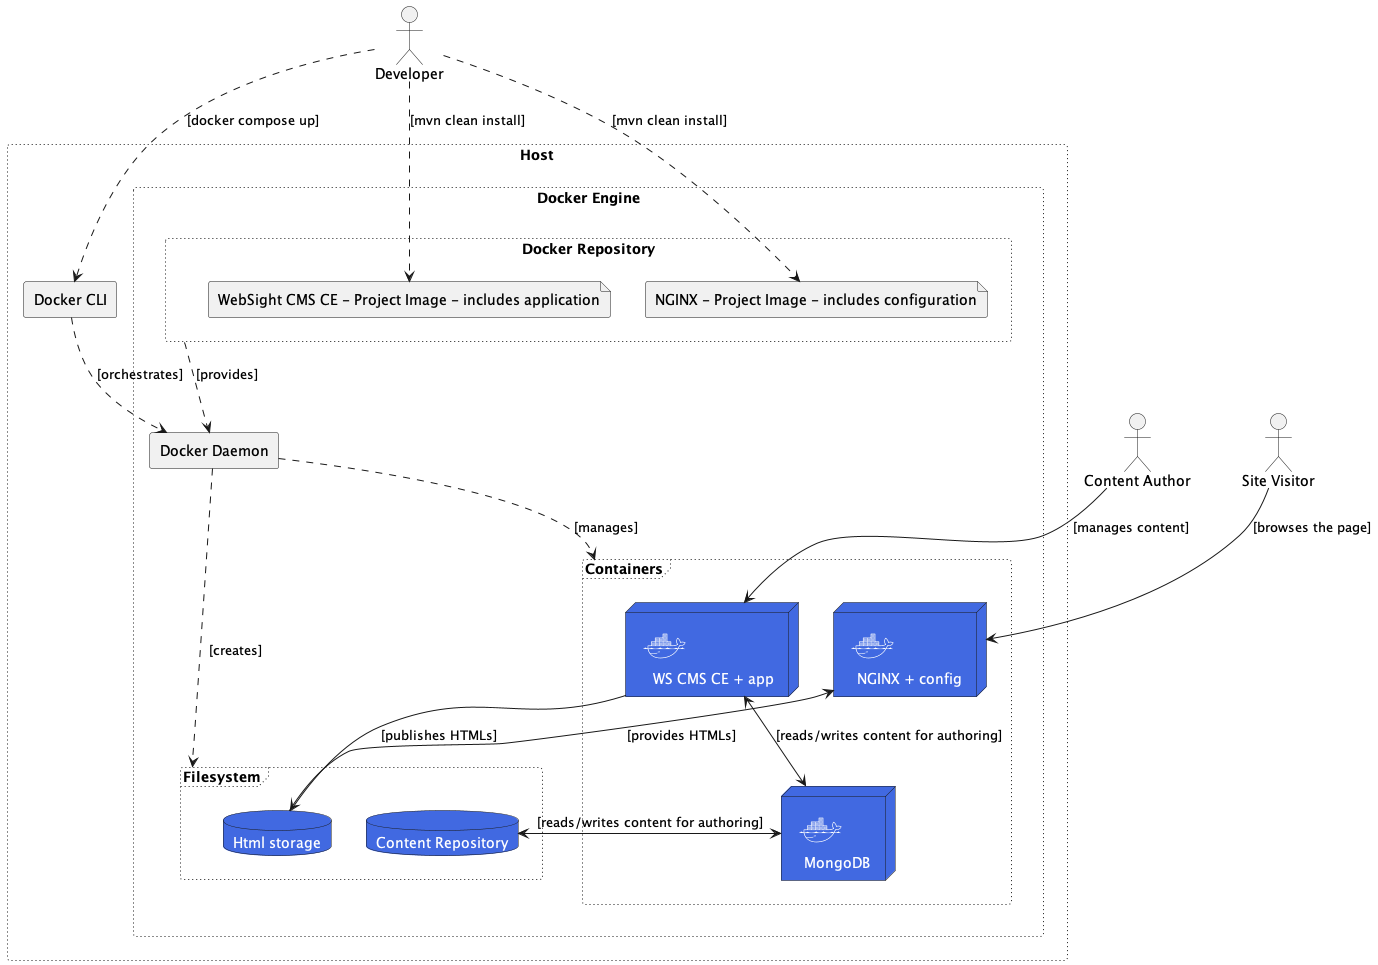 Developer
[docker compose up]
[mvn clean install]
[mvn clean install]
Host
Docker Engine
Docker Repository
Docker CLI
WebSight CMS CE - Project Image - includes application
NGINX - Project Image - includes configuration
[orchestrates]
[provides]
Docker Daemon
Content Author
Site Visitor
[manages]
[manages content]
[browses the page]
Containers
[creates]
WS CMS CE + app
NGINX + config
[publishes HTMLs]
[provides HTMLs]
[reads/writes content for authoring]
Filesystem
Html storage
Content Repository
[reads/writes content for authoring]
MongoDB